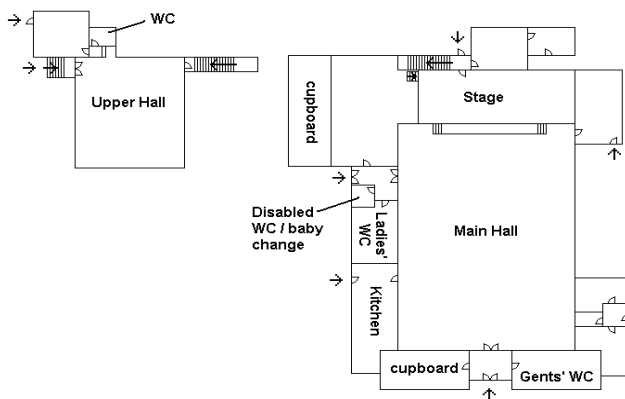 WC
Upper Hall
cupboard
Stage
Disabled
WC / baby
change
Ladies'
WC
Main Hall
Kitchen
cupboard
Gents' WC